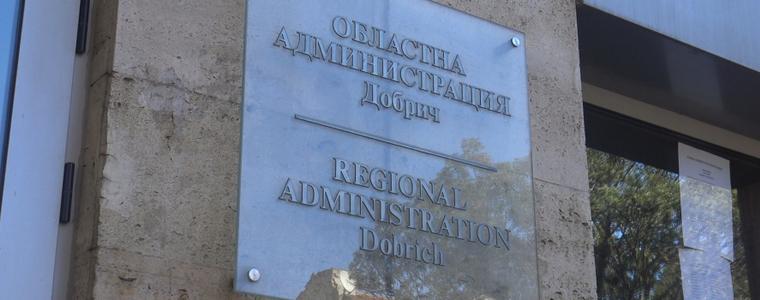 ОБЛАСТНА
АДМИНИСТРАЦИЯ
Добрич
REGIONAL
ADMINISTRATION
Dobrich